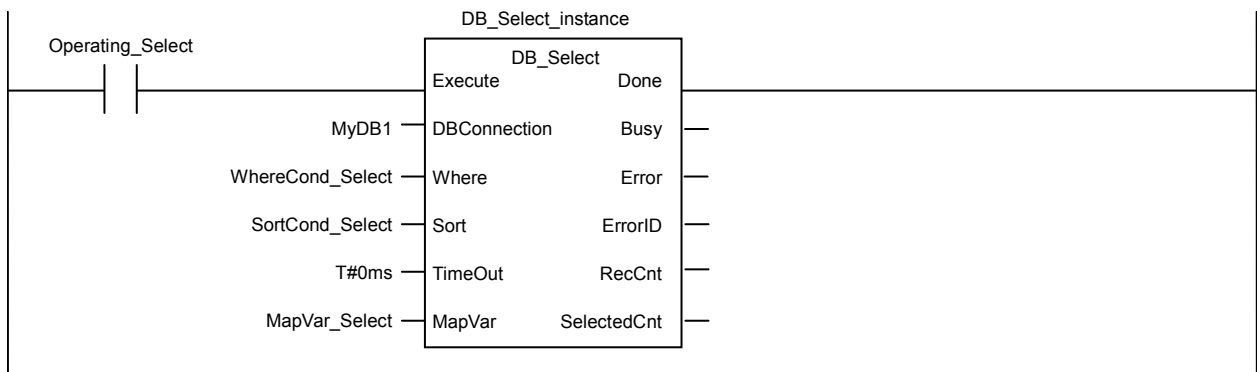 DB_Select_instance
Operating_Select
DB_Select
Execute Done
MyDB1 DBConnection Busy
WhereCond_Select Where Error
SortCond_Select Sort ErrorID
T#0ms TimeOut RecCnt
MapVar_Select MapVar SelectedCnt